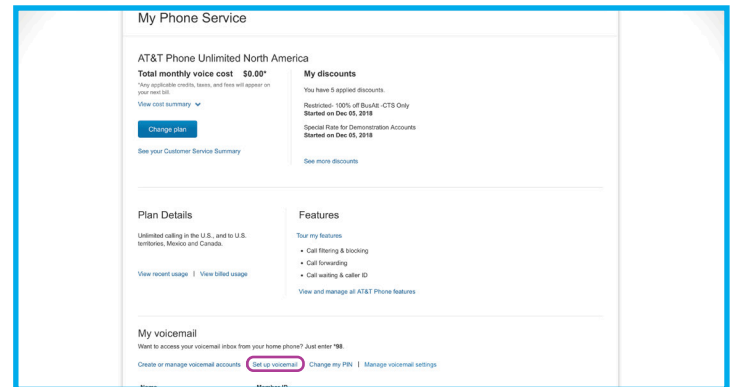 My Phone Service
AT&T Phone Unlimited North America
Total monthly voice cost $0.00*
*Any applicable credits, taxes, and fees will appear on
your next bill.
View cost summary
Change plan
See your Customer Service Summary
My discounts
You have 5 applied discounts.
Restricted- 100% off BusAtt -CTS Only
Started on Dec 05, 2018
Special Rate for Demonstration Accounts
Started on Dec 05, 2018
See more discounts
Plan Details
Unlimited calling in the U.S., and to U.S.
territories, Mexico and Canada.
View recent usage | View billed usage
Features
Tour my features
• Call filtering & blocking
• Call forwarding
• Call waiting & caller ID
View and manage all AT&T Phone features
My voicemail
Want to access your voicemail inbox from your home phone? Just enter *98.
Create or manage voicemail accounts Set up voicemail Change my PIN | Manage voicemail settings
Name Member ID